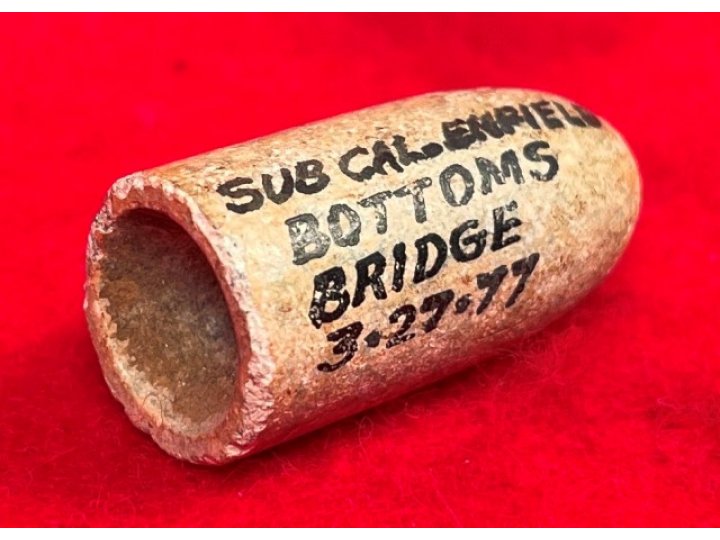 SUB CAL. ENFIELD
BOTTOMS
BRIDGE
3.27.77